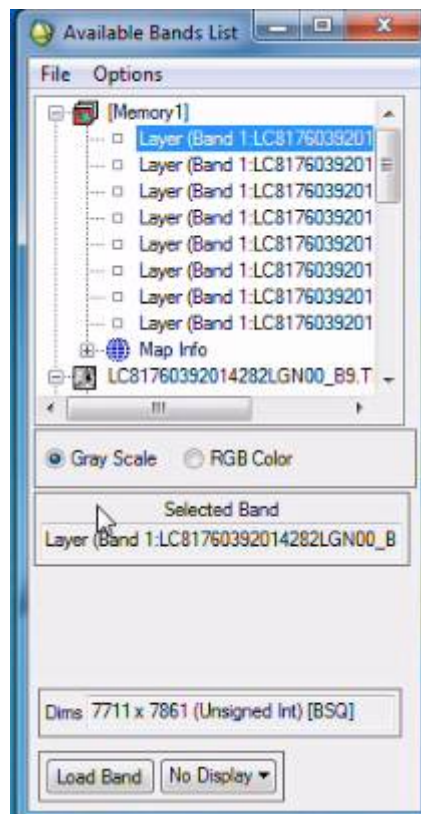 Available Bands List
File Options
[Memory1]
Layer (Band 1:LC8176039201
Layer (Band 1:LC8176039201
Layer (Band 1:LC8176039201
Layer (Band 1:LC8176039201
Layer (Band 1:LC8176039201
Layer (Band 1:LC8176039201
Layer (Band 1:LC8176039201
Layer (Band 1:LC8176039201
Map Info
LC81760392014282LGN00_B9.T
Gray Scale RGB Color
Selected Band
Layer (Band 1:LC81760392014282LGN00_B
Dims 7711 x 7861 (Unsigned Int) [BSQ]
Load Band No Display